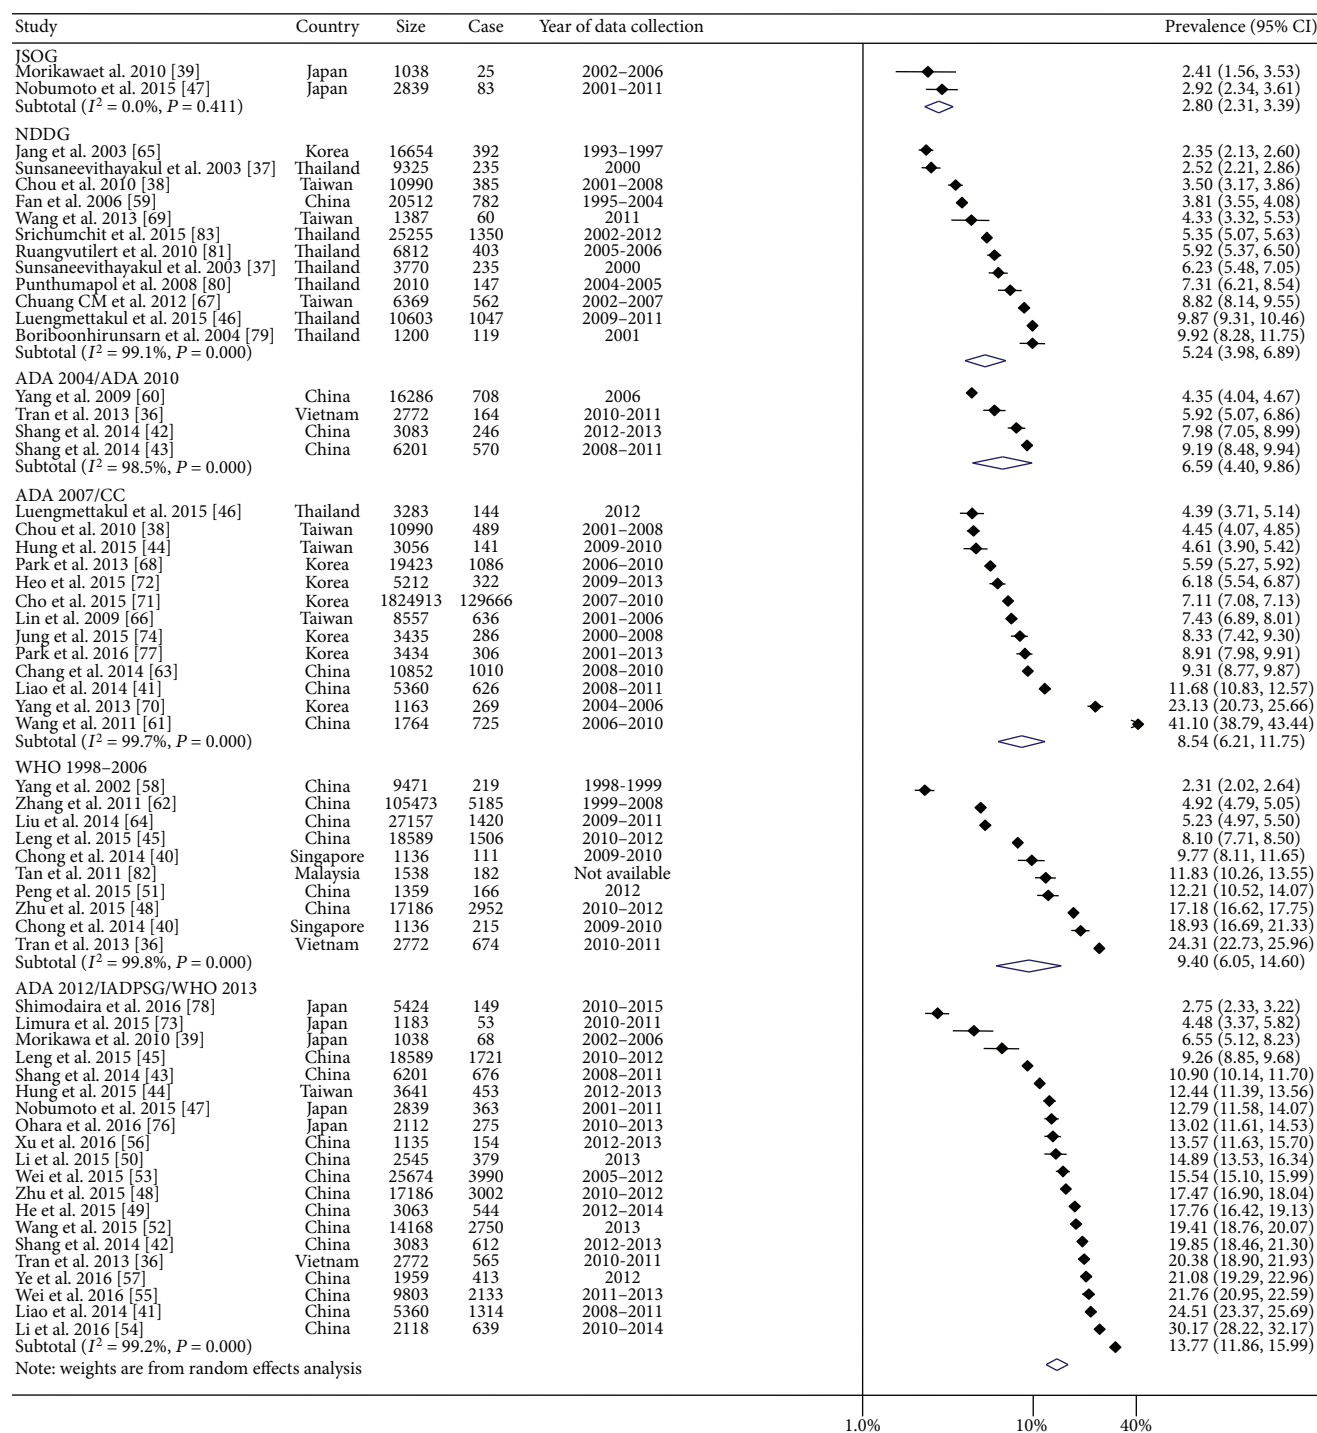 Study Country Size Case Year of data collection Prevalence (95% CI)
JSOG
Morikawaet al. 2010 [39] Japan 1038 25 2002–2006 2.41 (1.56, 3.53)
Nobumoto et al. 2015 [47] Japan 2839 83 2001–2011 2.92 (2.34, 3.61)
Subtotal (I² = 0.0%, P = 0.411) 2.80 (2.31, 3.39)
NDDG
Jang et al. 2003 [65] Korea 16654 392 1993–1997 2.35 (2.13, 2.60)
Sunsaneevithayakul et al. 2003 [37] Thailand 9325 235 2000 2.52 (2.21, 2.86)
Chou et al. 2010 [38] Taiwan 10990 385 2001–2008 3.50 (3.17, 3.86)
Fan et al. 2006 [59] China 20512 782 1995–2004 3.81 (3.55, 4.08)
Wang et al. 2013 [69] Taiwan 1387 60 2011 4.33 (3.32, 5.53)
Srichumchit et al. 2015 [83] Thailand 25255 1350 2002-2012 5.35 (5.07, 5.63)
Ruangvutilert et al. 2010 [81] Thailand 6812 403 2005-2006 5.92 (5.37, 6.50)
Sunsaneevithayakul et al. 2003 [37] Thailand 3770 235 2000 6.23 (5.48, 7.05)
Punthumapol et al. 2008 [80] Thailand 2010 147 2004-2005 7.31 (6.21, 8.54)
Chuang CM et al. 2012 [67] Taiwan 6369 562 2002–2007 8.82 (8.14, 9.55)
Luengmettakul et al. 2015 [46] Thailand 10603 1047 2009–2011 9.87 (9.31, 10.46)
Boriboonhirunsarn et al. 2004 [79] Thailand 1200 119 2001 9.92 (8.28, 11.75)
Subtotal (I² = 99.1%, P = 0.000) 5.24 (3.98, 6.89)
ADA 2004/ADA 2010
Yang et al. 2009 [60] China 16286 708 2006 4.35 (4.04, 4.67)
Tran et al. 2013 [36] Vietnam 2772 164 2010-2011 5.92 (5.07, 6.86)
Shang et al. 2014 [42] China 3083 246 2012-2013 7.98 (7.05, 8.99)
Shang et al. 2014 [43] China 6201 570 2008–2011 9.19 (8.48, 9.94)
Subtotal (I² = 98.5%, P = 0.000) 6.59 (4.40, 9.86)
ADA 2007/CC
Luengmettakul et al. 2015 [46] Thailand 3283 144 2012 4.39 (3.71, 5.14)
Chou et al. 2010 [38] Taiwan 10990 489 2001–2008 4.45 (4.07, 4.85)
Hung et al. 2015 [44] Taiwan 3056 141 2009-2010 4.61 (3.90, 5.42)
Park et al. 2013 [68] Korea 19423 1086 2006–2010 5.59 (5.27, 5.92)
Heo et al. 2015 [72] Korea 5212 322 2009–2013 6.18 (5.54, 6.87)
Cho et al. 2015 [71] Korea 1824913 129666 2007–2010 7.11 (7.08, 7.13)
Lin et al. 2009 [66] Taiwan 8557 636 2001–2006 7.43 (6.89, 8.01)
Jung et al. 2015 [74] Korea 3435 286 2000–2008 8.33 (7.42, 9.30)
Park et al. 2016 [77] Korea 3434 306 2001–2013 8.91 (7.98, 9.91)
Chang et al. 2014 [63] China 10852 1010 2008–2010 9.31 (8.77, 9.87)
Liao et al. 2014 [41] China 5360 626 2008–2011 11.68 (10.83, 12.57)
Yang et al. 2013 [70] Korea 1163 269 2004–2006 23.13 (20.73, 25.66)
Wang et al. 2011 [61] China 1764 725 2006–2010 41.10 (38.79, 43.44)
Subtotal (I² = 99.7%, P = 0.000) 8.54 (6.21, 11.75)
WHO 1998–2006
Yang et al. 2002 [58] China 9471 219 1998-1999 2.31 (2.02, 2.64)
Zhang et al. 2011 [62] China 105473 5185 1999–2008 4.92 (4.79, 5.05)
Liu et al. 2014 [64] China 27157 1420 2009–2011 5.23 (4.97, 5.50)
Leng et al. 2015 [45] China 18589 1506 2010–2012 8.10 (7.71, 8.50)
Chong et al. 2014 [40] Singapore 1136 111 2009-2010 9.77 (8.11, 11.65)
Tan et al. 2011 [82] Malaysia 1538 182 Not available 11.83 (10.26, 13.55)
Peng et al. 2015 [51] China 1359 166 2012 12.21 (10.52, 14.07)
Zhu et al. 2015 [48] China 17186 2952 2010–2012 17.18 (16.62, 17.75)
Chong et al. 2014 [40] Singapore 1136 215 2009-2010 18.93 (16.69, 21.33)
Tran et al. 2013 [36] Vietnam 2772 674 2010-2011 24.31 (22.73, 25.96)
Subtotal (I² = 99.8%, P = 0.000) 9.40 (6.05, 14.60)
ADA 2012/IADPSG/WHO 2013
Shimodaira et al. 2016 [78] Japan 5424 149 2010–2015 2.75 (2.33, 3.22)
Limura et al. 2015 [73] Japan 1183 53 2010-2011 4.48 (3.37, 5.82)
Morikawa et al. 2010 [39] Japan 1038 68 2002–2006 6.55 (5.12, 8.23)
Leng et al. 2015 [45] China 18589 1721 2010–2012 9.26 (8.85, 9.68)
Shang et al. 2014 [43] China 6201 676 2008–2011 10.90 (10.14, 11.70)
Hung et al. 2015 [44] Taiwan 3641 453 2012-2013 12.44 (11.39, 13.56)
Nobumoto et al. 2015 [47] Japan 2839 363 2001–2011 12.79 (11.58, 14.07)
Ohara et al. 2016 [76] Japan 2112 275 2010–2013 13.02 (11.61, 14.53)
Xu et al. 2016 [56] China 1135 154 2012-2013 13.57 (11.63, 15.70)
Li et al. 2015 [50] China 2545 379 2013 14.89 (13.53, 16.34)
Wei et al. 2015 [53] China 25674 3990 2005–2012 15.54 (15.10, 15.99)
Zhu et al. 2015 [48] China 17186 3002 2010–2012 17.47 (16.90, 18.04)
He et al. 2015 [49] China 3063 544 2012–2014 17.76 (16.42, 19.13)
Wang et al. 2015 [52] China 14168 2750 2013 19.41 (18.76, 20.07)
Shang et al. 2014 [42] China 3083 612 2012-2013 19.85 (18.46, 21.30)
Tran et al. 2013 [36] Vietnam 2772 565 2010-2011 20.38 (18.90, 21.93)
Ye et al. 2016 [57] China 1959 413 2012 21.08 (19.29, 22.96)
Wei et al. 2016 [55] China 9803 2133 2011–2013 21.76 (20.95, 22.59)
Liao et al. 2014 [41] China 5360 1314 2008–2011 24.51 (23.37, 25.69)
Li et al. 2016 [54] China 2118 639 2010–2014 30.17 (28.22, 32.17)
Subtotal (I² = 99.2%, P = 0.000) 13.77 (11.86, 15.99)
Note: weights are from random effects analysis
1.0% 10% 40%